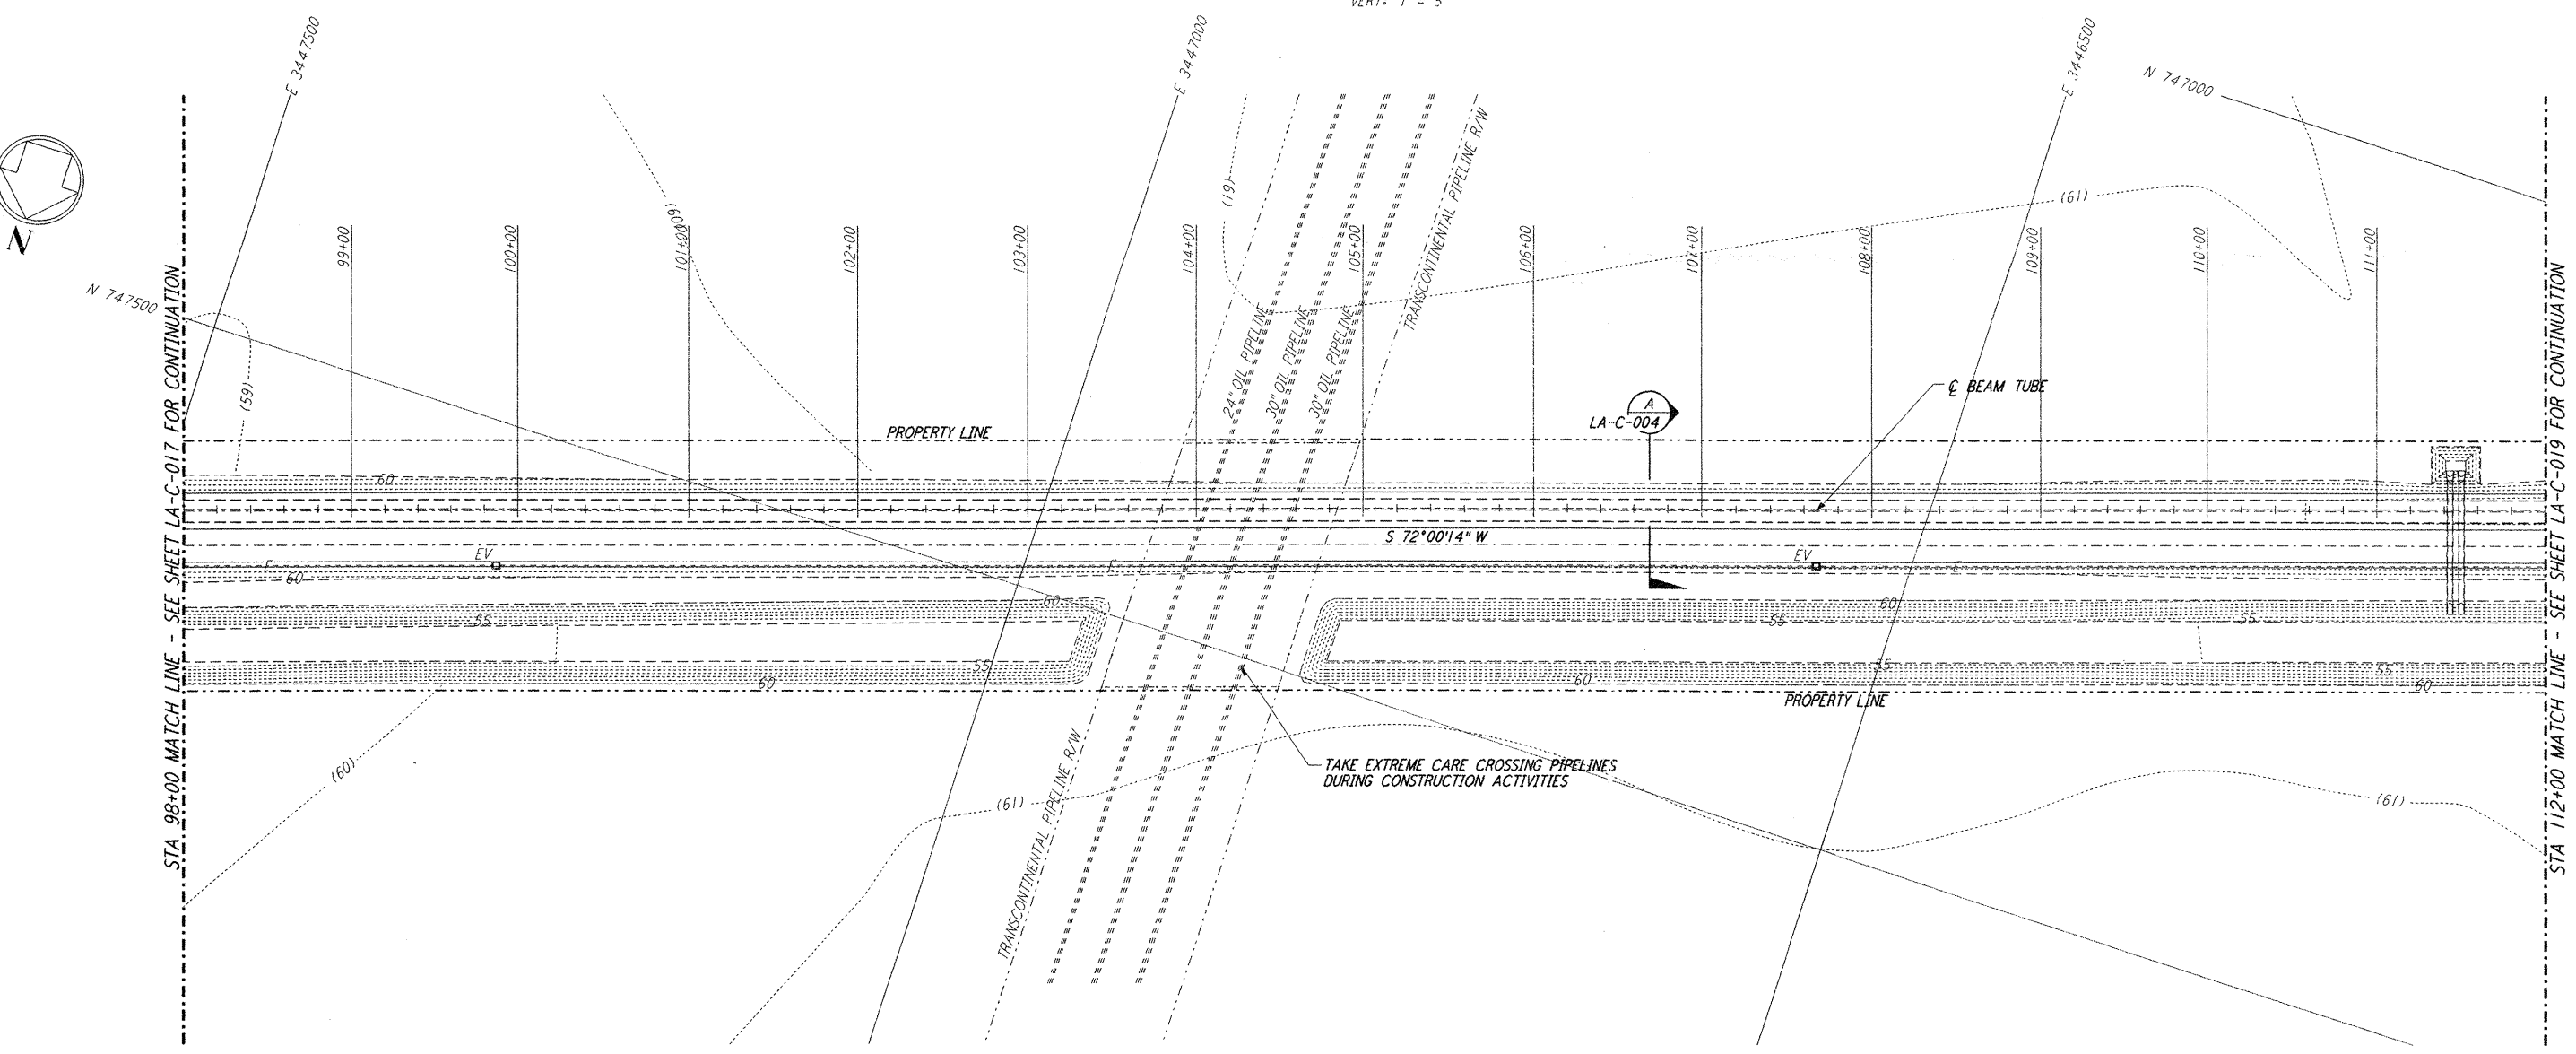 E 3447500
E 3447000
E 3446500
N 747000
N
N 747500
STA 98+00 MATCH LINE - SEE SHEET LA-C-017 FOR CONTINUATION
STA 112+00 MATCH LINE - SEE SHEET LA-C-019 FOR CONTINUATION
99+00
100+00
101+00
102+00
103+00
104+00
105+00
106+00
107+00
108+00
109+00
110+00
111+00
(60)
(19)
(61)
(59)
TRANSCONTINENTAL PIPELINE R/W
24" OIL PIPELINE
30" OIL PIPELINE
30" OIL PIPELINE
℄ BEAM TUBE
A
LA-C-004
PROPERTY LINE
60
S 72°00'14" W
EV
EV
F
F
F
60
60
60
55
55
55
55
55
55
60
60
60
PROPERTY LINE
TAKE EXTREME CARE CROSSING PIPELINES
DURING CONSTRUCTION ACTIVITIES
TRANSCONTINENTAL PIPELINE R/W
(60)
(61)
(61)